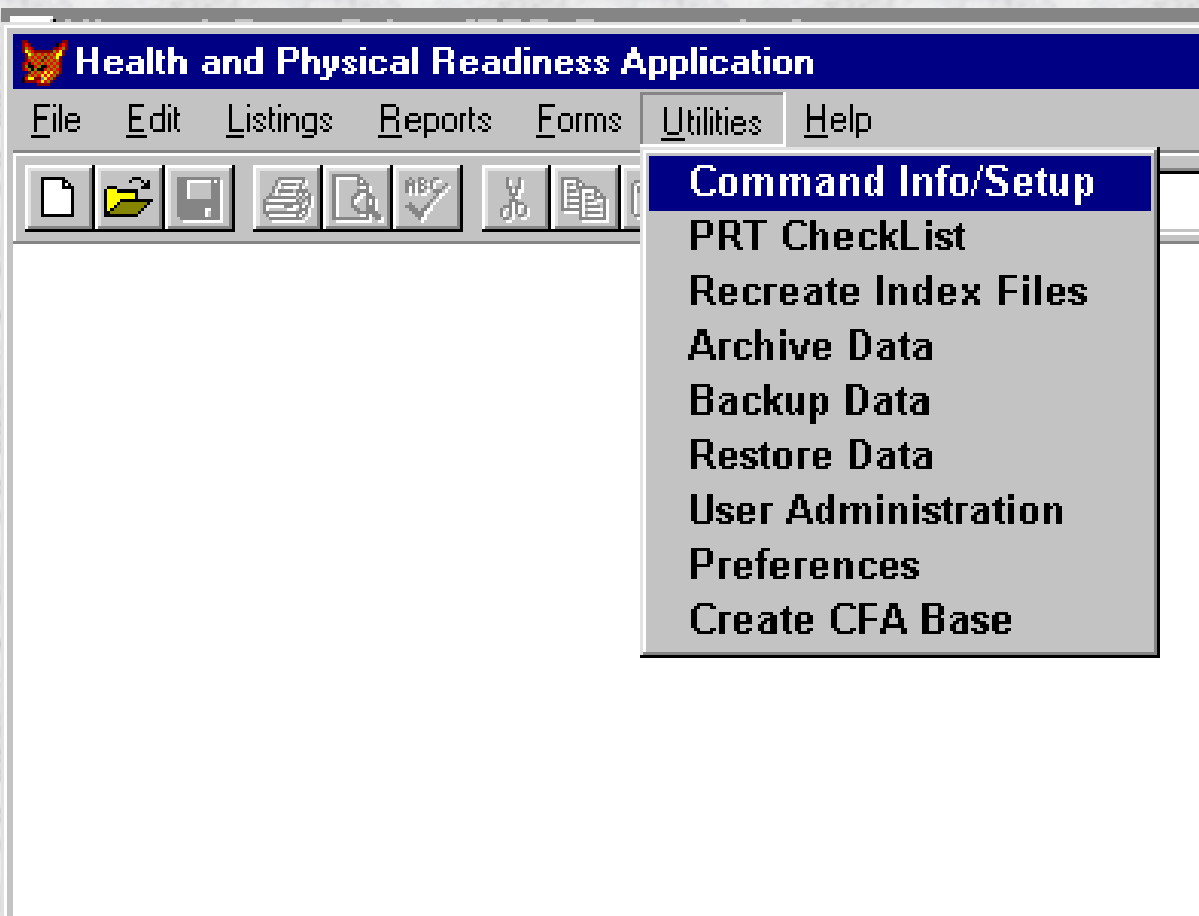 Health and Physical Readiness Application
File Edit Listings Reports Forms Utilities Help
ABC
Command Info/Setup
PRT CheckList
Recreate Index Files
Archive Data
Backup Data
Restore Data
User Administration
Preferences
Create CFA Base